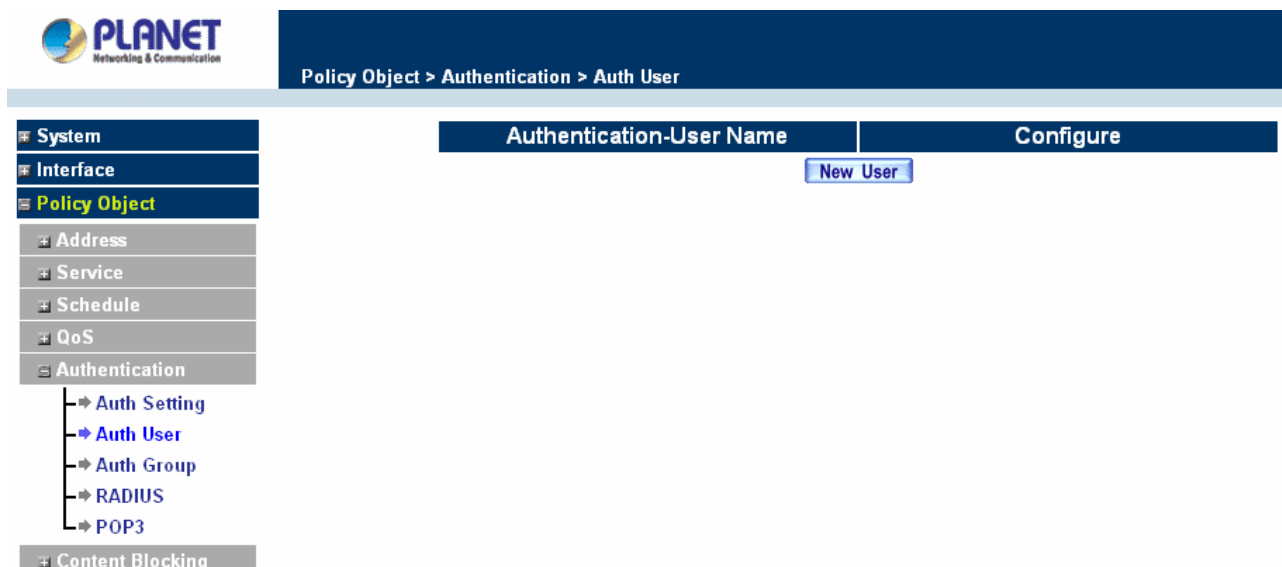 PLANET
Networking & Communication
Policy Object > Authentication > Auth User
System
Interface
Policy Object
Address
Service
Schedule
QoS
Authentication
Auth Setting
Auth User
Auth Group
RADIUS
POP3
Content Blocking
Authentication-User Name Configure
New User